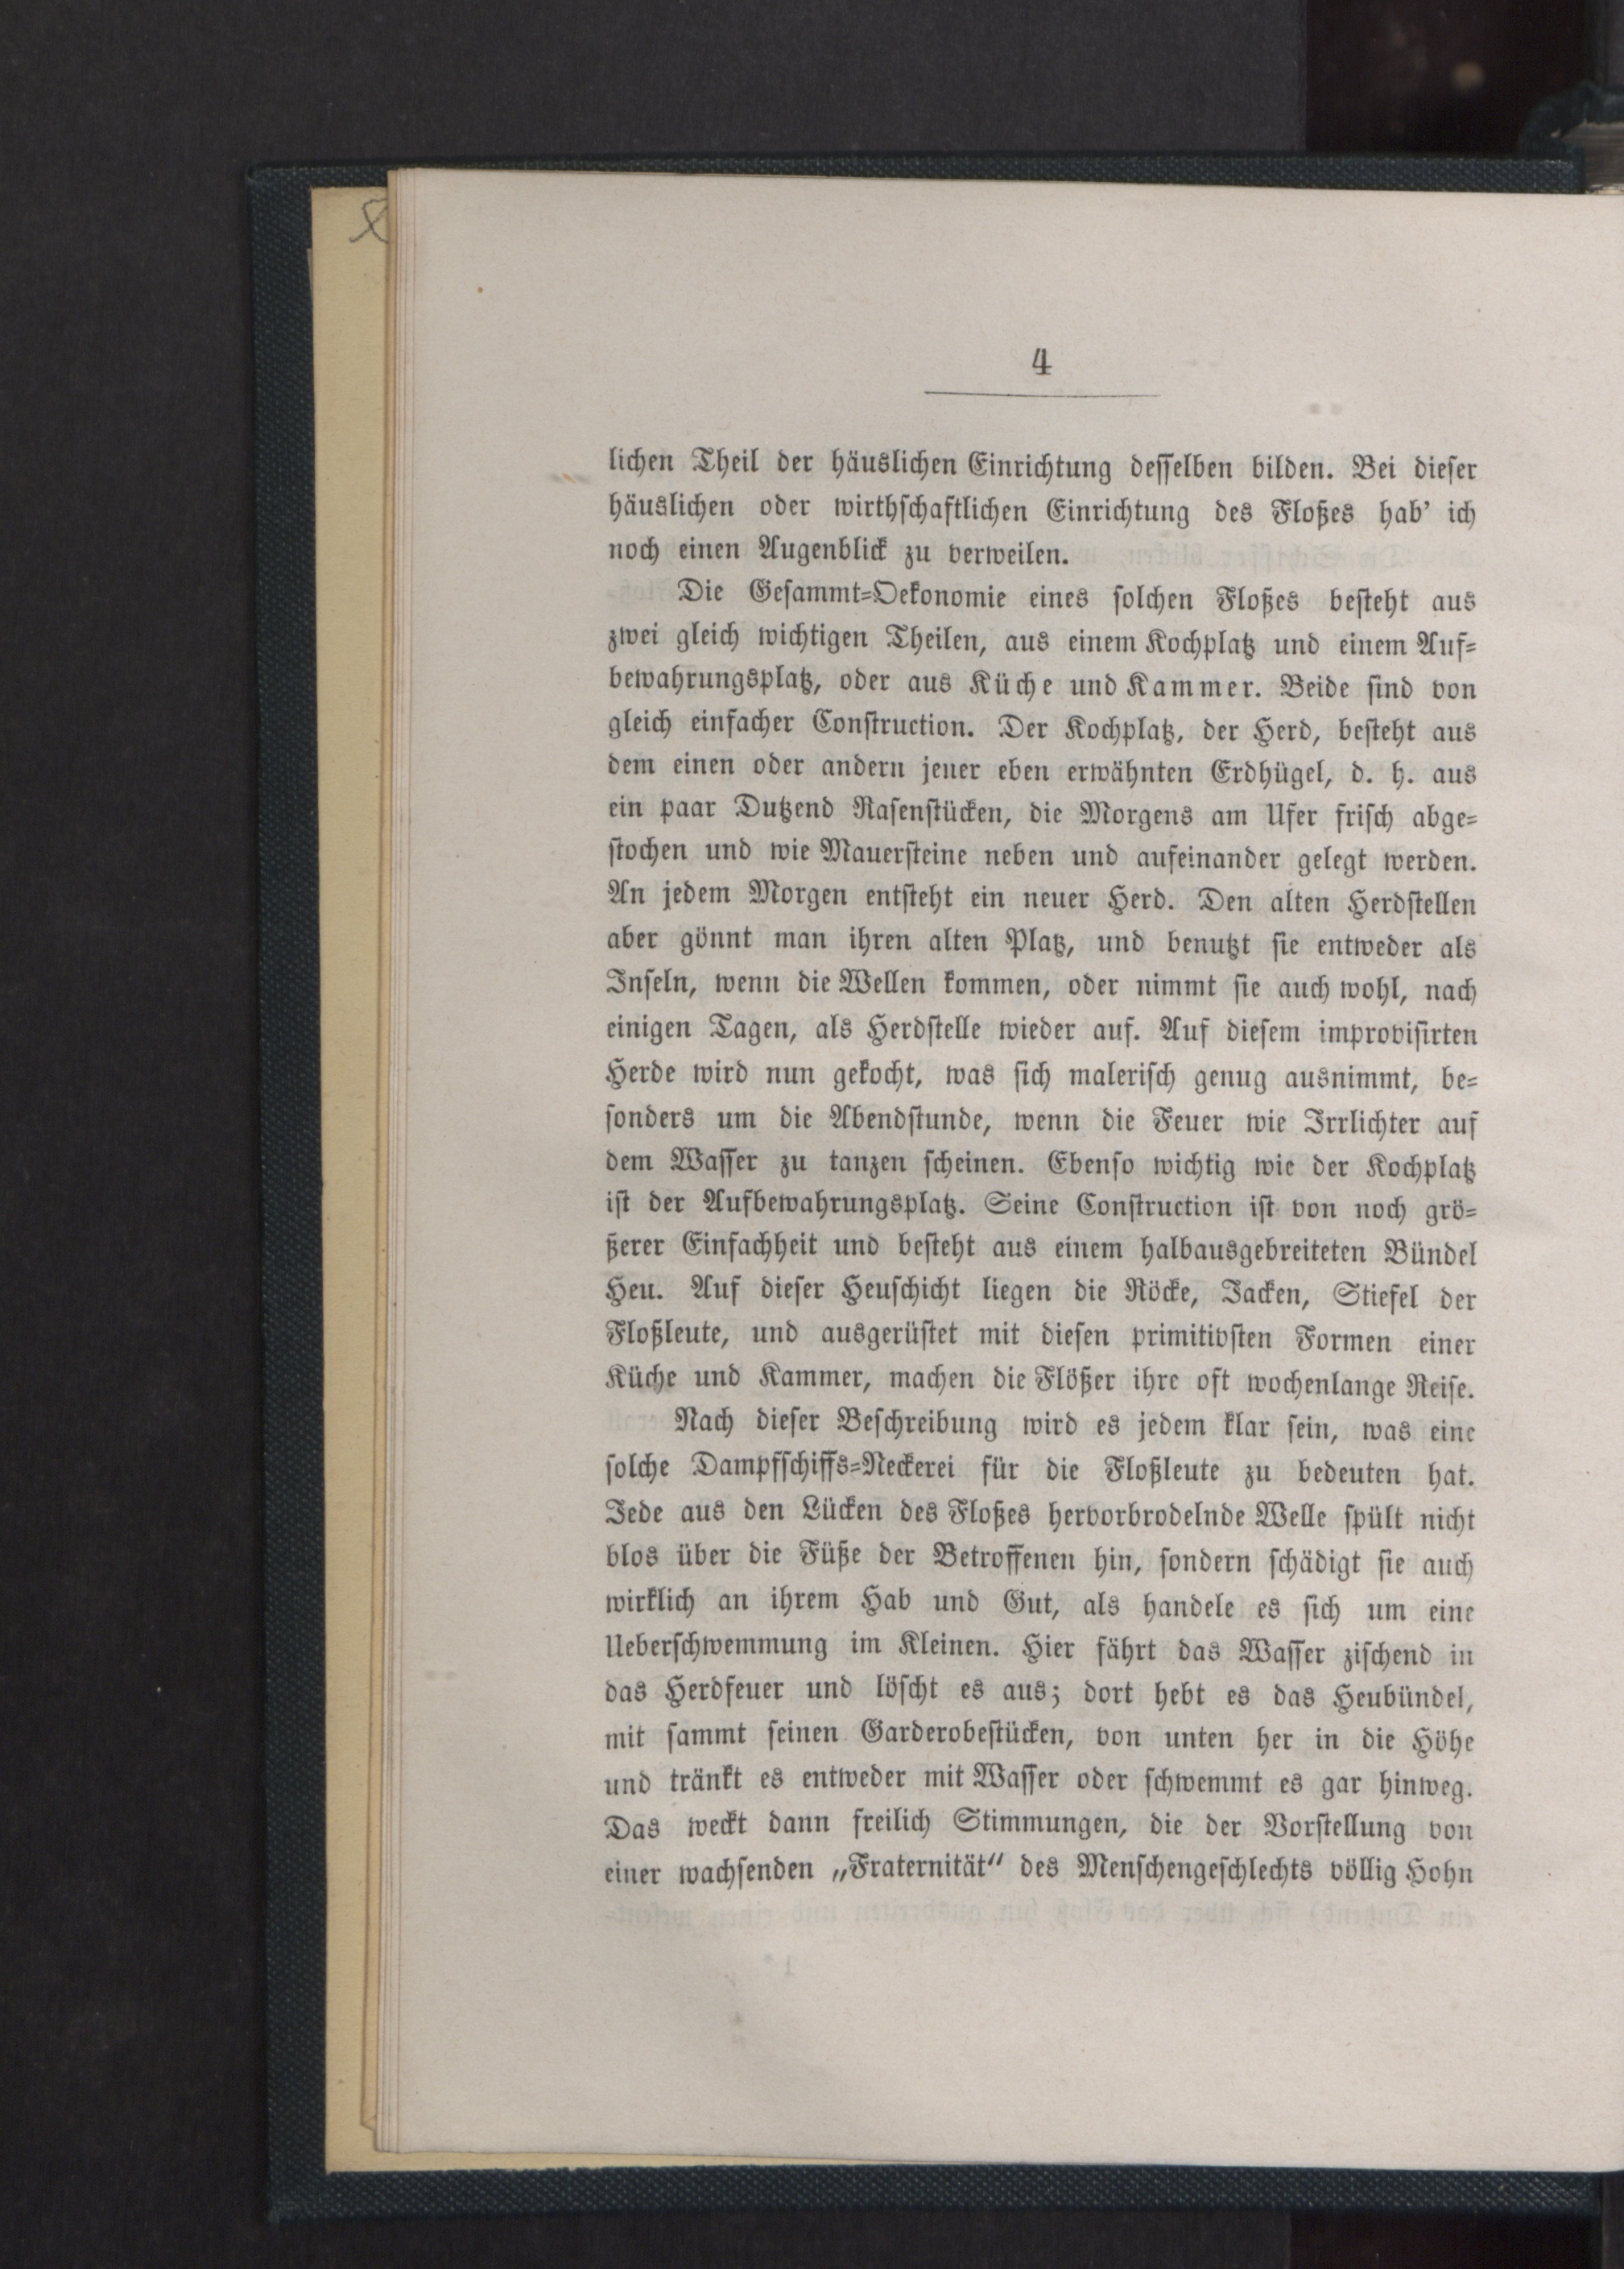 4
lichen Theil der häuslichen Einrichtung desselben bilden. Bei dieser
häuslichen oder wirthschaftlichen Einrichtung des Floßes hab' ich
noch einen Augenblick zu verweilen.
Die Gesammt-Oekonomie eines solchen Floßes besteht aus
zwei gleich wichtigen Theilen, aus einem Kochplatz und einem Auf-
bewahrungsplatz, oder aus Küche und Kammer. Beide sind von
gleich einfacher Construction. Der Kochplatz, der Herd, besteht aus
dem einen oder andern jener eben erwähnten Erdhügel, d. h. aus
ein paar Dutzend Rasenstücken, die Morgens am Ufer frisch abge-
stochen und wie Mauersteine neben und aufeinander gelegt werden.
An jedem Morgen entsteht ein neuer Herd. Den alten Herdstellen
aber gönnt man ihren alten Platz, und benutzt sie entweder als
Inseln, wenn die Wellen kommen, oder nimmt sie auch wohl, nach
einigen Tagen, als Herdstelle wieder auf. Auf diesem improvisirten
Herde wird nun gekocht, was sich malerisch genug ausnimmt, be-
sonders um die Abendstunde, wenn die Feuer wie Irrlichter auf
dem Wasser zu tanzen scheinen. Ebenso wichtig wie der Kochplatz
ist der Aufbewahrungsplatz. Seine Construction ist von noch grö-
ßerer Einfachheit und besteht aus einem halbausgebreiteten Bündel
Heu. Auf dieser Heuschicht liegen die Röcke, Jacken, Stiefel der
Floßleute, und ausgerüstet mit diesen primitivsten Formen einer
Küche und Kammer, machen die Flößer ihre oft wochenlange Reise.
Nach dieser Beschreibung wird es jedem klar sein, was eine
solche Dampfschiffs-Neckerei für die Floßleute zu bedeuten hat.
Jede aus den Lücken des Floßes hervorbrodelnde Welle spült nicht
blos über die Füße der Betroffenen hin, sondern schädigt sie auch
wirklich an ihrem Hab und Gut, als handele es sich um eine
Ueberschwemmung im Kleinen. Hier fährt das Wasser zischend in
das Herdfeuer und löscht es aus; dort hebt es das Heubündel,
mit sammt seinen Garderobestücken, von unten her in die Höhe
und tränkt es entweder mit Wasser oder schwemmt es gar hinweg.
Das weckt dann freilich Stimmungen, die der Vorstellung von
einer wachsenden „Fraternität“ des Menschengeschlechts völlig Hohn